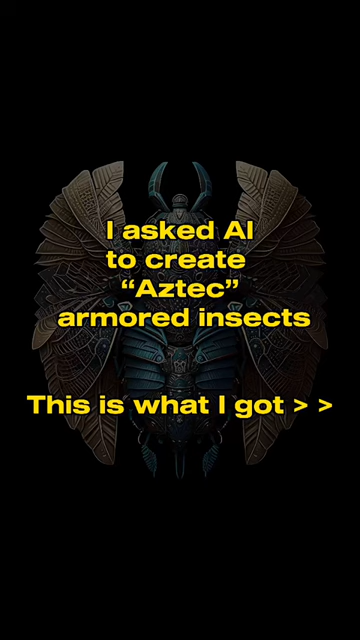 I asked AI
to create
“Aztec”
armored insects
This is what I got > >